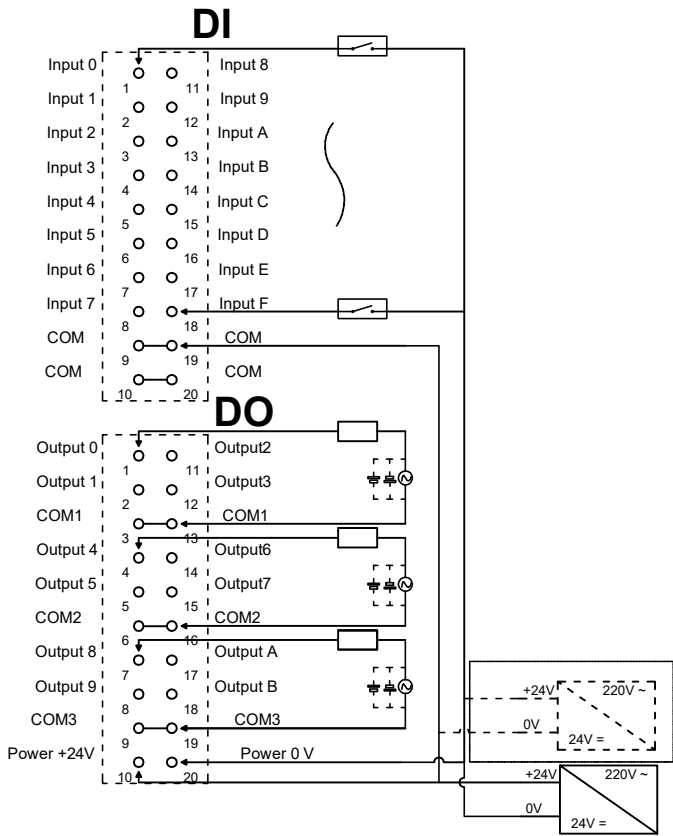 DI
Input 0 Input 8
1 11
Input 1 Input 9
2 12
Input 2 Input A
3 13
Input 3 Input B
4 14
Input 4 Input C
5 15
Input 5 Input D
6 16
Input 6 Input E
7 17
Input 7 Input F
8 18
COM COM
9 19
COM COM
10 20
DO
Output 0 Output2
1 11
Output 1 Output3
2 12
COM1 COM1
3 13
Output 4 Output6
4 14
Output 5 Output7
5 15
COM2 COM2
6 16
Output 8 Output A
7 17
Output 9 Output B
8 18
COM3 COM3
9 19
Power +24V Power 0 V
10 20
+24V 220V ~
0V
24V =
+24V 220V ~
0V
24V =